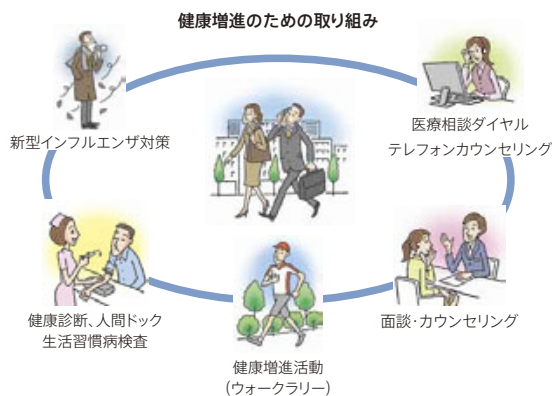 健康増進のための取り組み
新型インフルエンザ対策
医療相談ダイヤル
テレフォンカウンセリング
健康診断、人間ドック
生活習慣病検査
面談・カウンセリング
健康増進活動
(ウォークラリー)